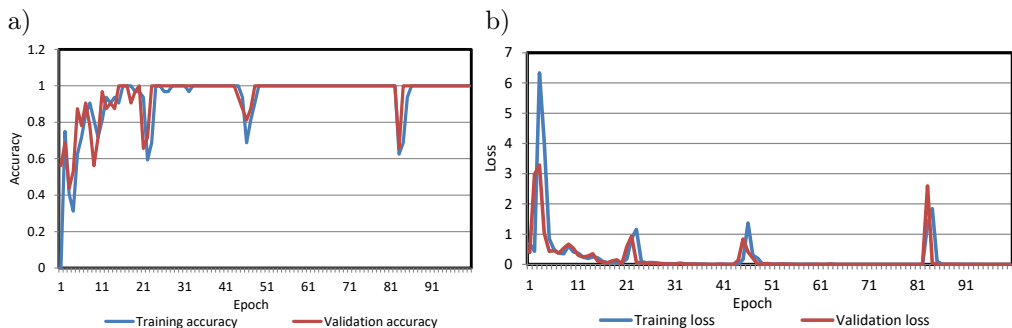 a)
1.2
1
0.8
0.6
0.4
0.2
0
Accuracy
1 11 21 31 41 51 61 71 81 91
Epoch
Training accuracy Validation accuracy
b)
7
6
5
4
3
2
1
0
Loss
1 11 21 31 41 51 61 71 81 91
Epoch
Training loss Validation loss